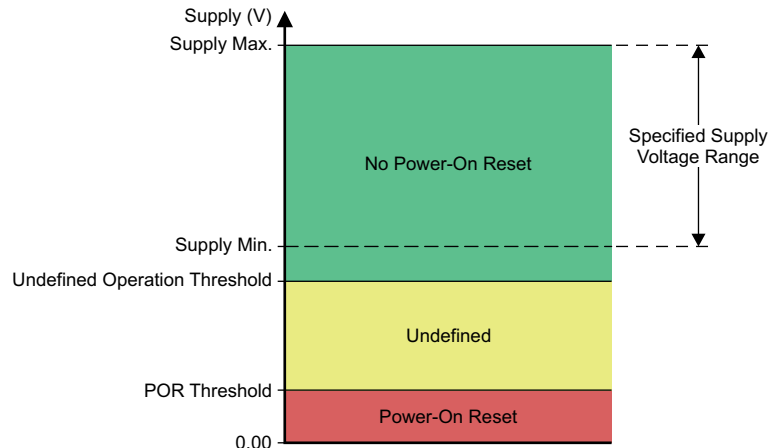 Supply (V)
Supply Max.
No Power-On Reset
Specified Supply
Voltage Range
Supply Min.
Undefined Operation Threshold
Undefined
POR Threshold
Power-On Reset
0.00